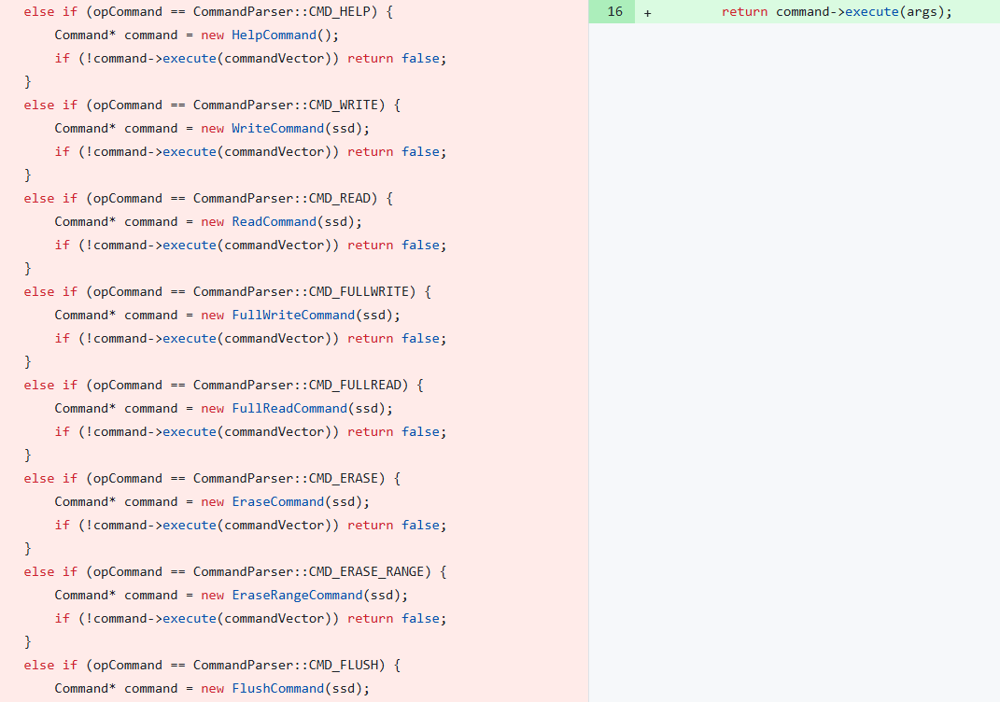 else if (opCommand == CommandParser::CMD_HELP) {
    Command* command = new HelpCommand();
    if (!command->execute(commandVector)) return false;
}
else if (opCommand == CommandParser::CMD_WRITE) {
    Command* command = new WriteCommand(ssd);
    if (!command->execute(commandVector)) return false;
}
else if (opCommand == CommandParser::CMD_READ) {
    Command* command = new ReadCommand(ssd);
    if (!command->execute(commandVector)) return false;
}
else if (opCommand == CommandParser::CMD_FULLWRITE) {
    Command* command = new FullWriteCommand(ssd);
    if (!command->execute(commandVector)) return false;
}
else if (opCommand == CommandParser::CMD_FULLREAD) {
    Command* command = new FullReadCommand(ssd);
    if (!command->execute(commandVector)) return false;
}
else if (opCommand == CommandParser::CMD_ERASE) {
    Command* command = new EraseCommand(ssd);
    if (!command->execute(commandVector)) return false;
}
else if (opCommand == CommandParser::CMD_ERASE_RANGE) {
    Command* command = new EraseRangeCommand(ssd);
    if (!command->execute(commandVector)) return false;
}
else if (opCommand == CommandParser::CMD_FLUSH) {
    Command* command = new FlushCommand(ssd);
16 + return command->execute(args);